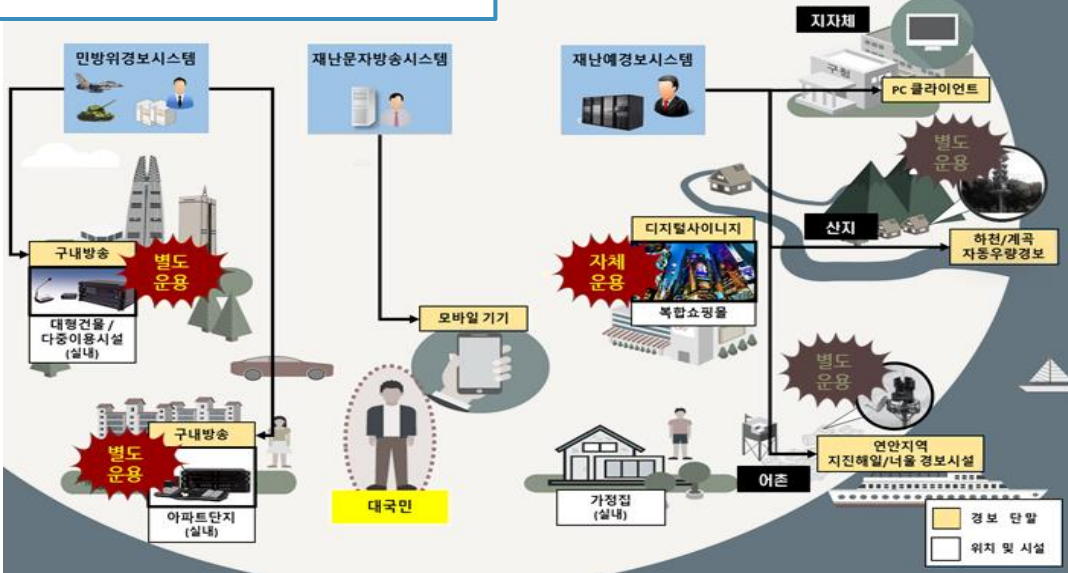 민방위경보시스템
재난문자방송시스템
재난예경보시스템
지자체
구청
PC 클라이언트
별도
운용
산지
하천/계곡
자동우량경보
구내방송
별도
운용
대형건물 /
다중이용시설
(실내)
디지털사이니지
자체
운용
복합쇼핑몰
모바일 기기
별도
운용
구내방송
별도
운용
아파트단지
(실내)
대국민
가정집
(실내)
어촌
연안지역
지진해일/너울 경보시설
경보 단말
위치 및 시설